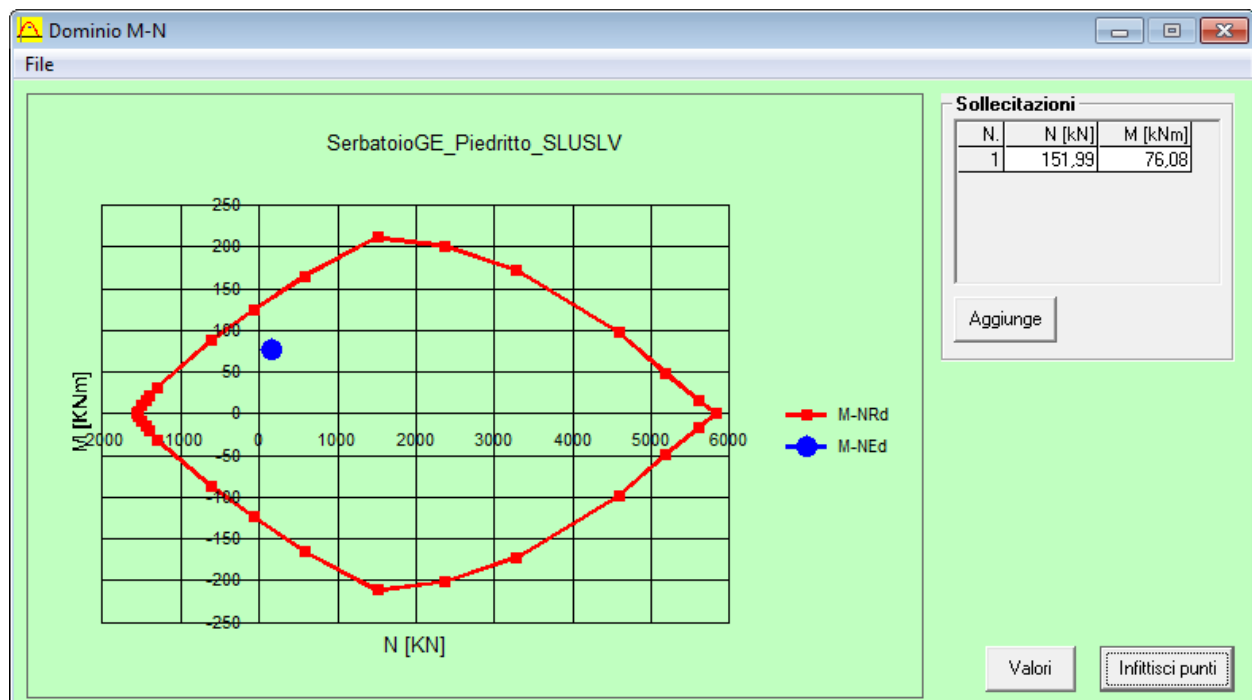 Dominio M-N
File
SerbatoioGE_Piedritto_SLUSLV
250
200
150
100
50
0
-50
-100
-150
-200
-250
M [KNm]
-2000 -1000 0 1000 2000 3000 4000 5000 6000
N [KN]
M-NRd
M-NEd
Sollecitazioni
N. N [kN] M [kNm]
1 151,99 76,08
Aggiunge
Valori
Infittisci punti